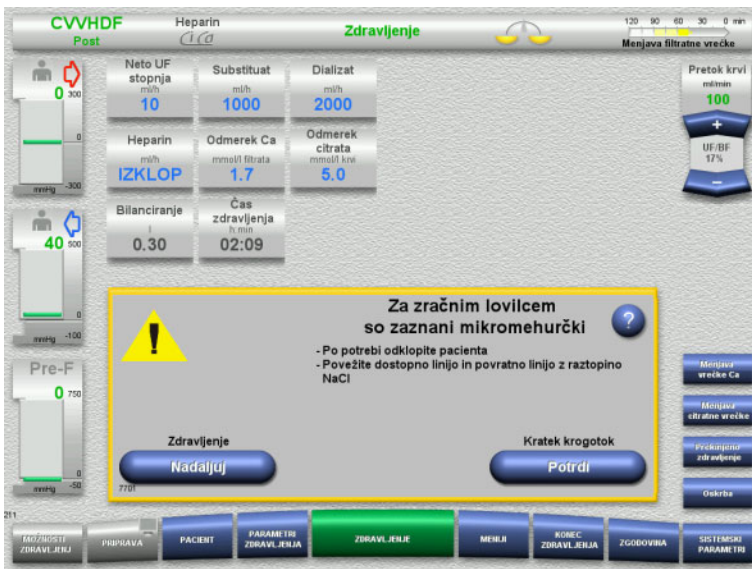 CVVHDF
Post
Heparin
Ci Ca
Zdravljenje
120 90 60 30 0 min
Menjava filtratne vrečke
0
300
0
-300
mmHg
40
500
0
-100
mmHg
Pre-F
0
750
0
-50
mmHg
Neto UF
stopnja
ml/h
10
Substituat
ml/h
1000
Dializat
ml/h
2000
Heparin
ml/h
IZKLOP
Odmerek Ca
mmol/l filtrata
1.7
Odmerek
citrata
mmol/l krvi
5.0
Bilanciranje
l
0.30
Čas
zdravljenja
h:min
02:09
Pretok krvi
ml/min
100
+
UF/BF
17%
−
!
Za zračnim lovilcem
so zaznani mikromehurčki
?
- Po potrebi odklopite pacienta
- Povežite dostopno linijo in povratno linijo z raztopino
NaCl
Zdravljenje
Nadaljuj
Kratek krogotok
Potrdi
7701
Menjava
vrečke Ca
Menjava
citratne vrečke
Prekinjeno
zdravljenje
Oskrba
211
MOŽNOSTI
ZDRAVLJENJ
PRIPRAVA
PACIENT
PARAMETRI
ZDRAVLJENJA
ZDRAVLJENJE
MENIJI
KONEC
ZDRAVLJENJA
ZGODOVINA
SISTEMSKI
PARAMETRI